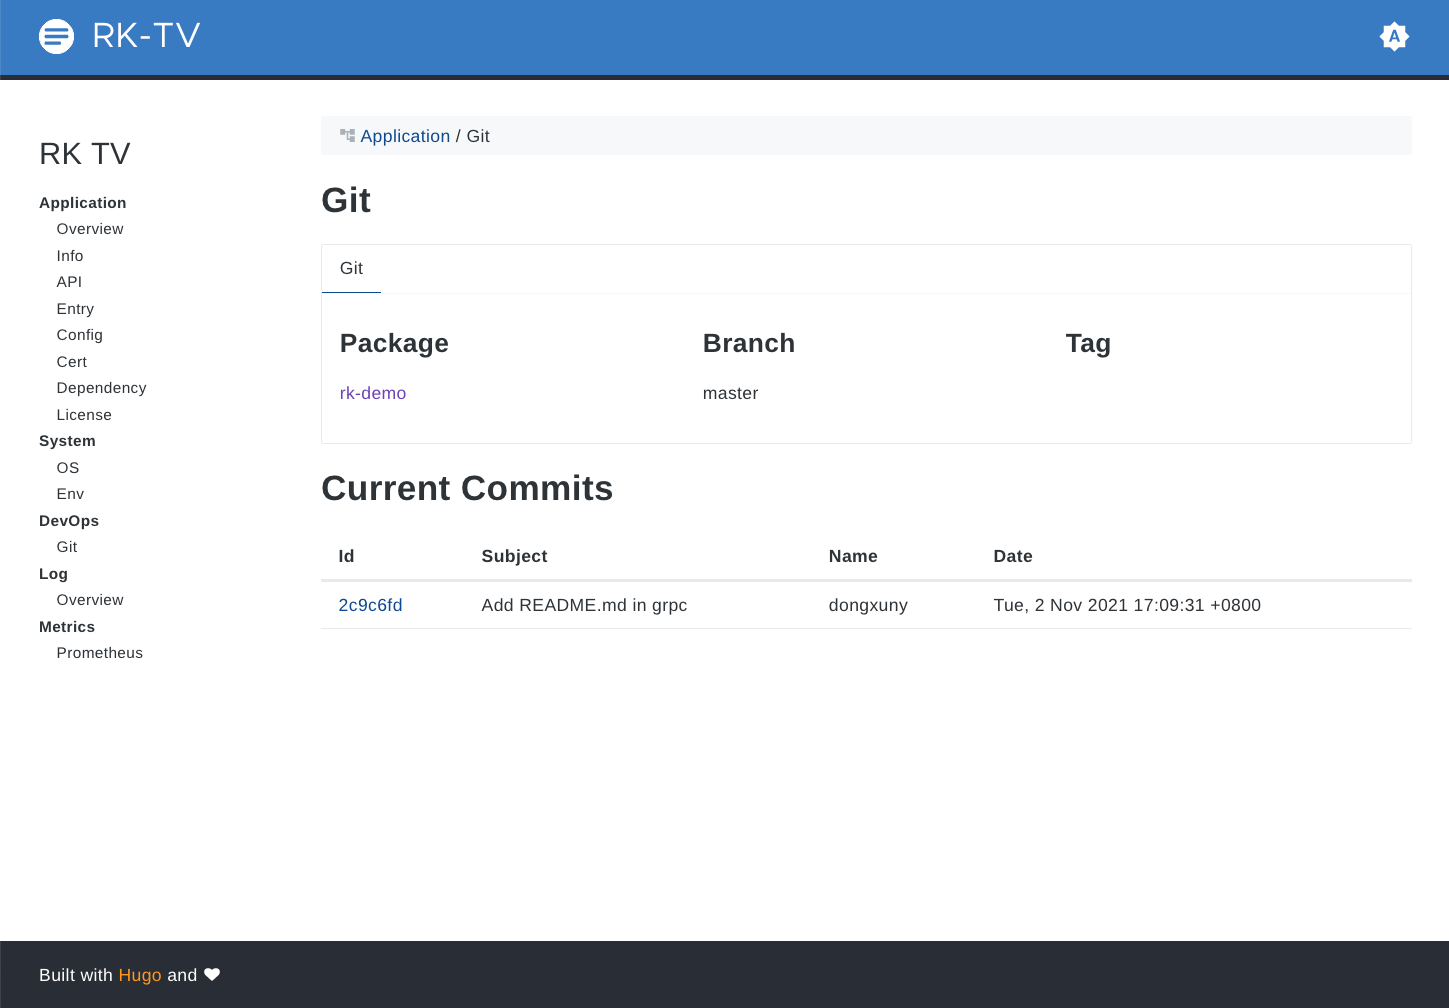 RK-TV
A
RK TV
Application
Overview
Info
API
Entry
Config
Cert
Dependency
License
System
OS
Env
DevOps
Git
Log
Overview
Metrics
Prometheus
Application / Git
Git
Git
Package Branch Tag
rk-demo master
Current Commits
Id Subject Name Date
2c9c6fd Add README.md in grpc dongxuny Tue, 2 Nov 2021 17:09:31 +0800
Built with Hugo and